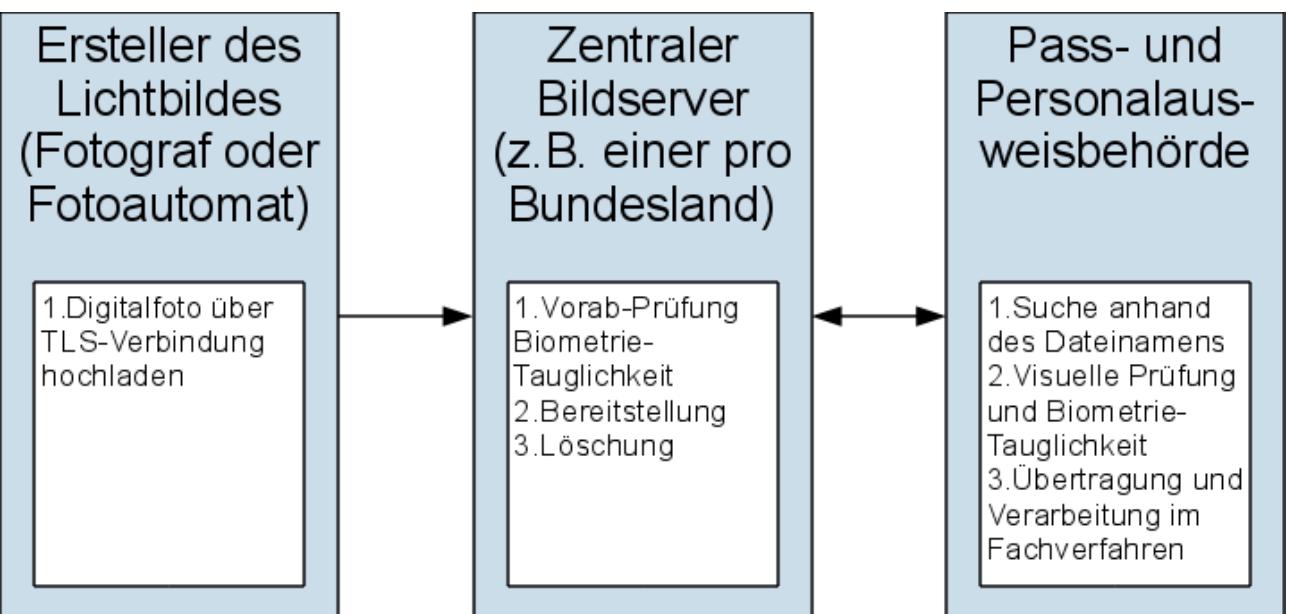 Ersteller des
Lichtbildes
(Fotograf oder
Fotoautomat)
1.Digitalfoto über
TLS-Verbindung
hochladen
Zentraler
Bildserver
(z.B. einer pro
Bundesland)
1.Vorab-Prüfung
Biometrie-
Tauglichkeit
2.Bereitstellung
3.Löschung
Pass- und
Personalaus-
weisbehörde
1.Suche anhand
des Dateinamens
2.Visuelle Prüfung
und Biometrie-
Tauglichkeit
3.Übertragung und
Verarbeitung im
Fachverfahren